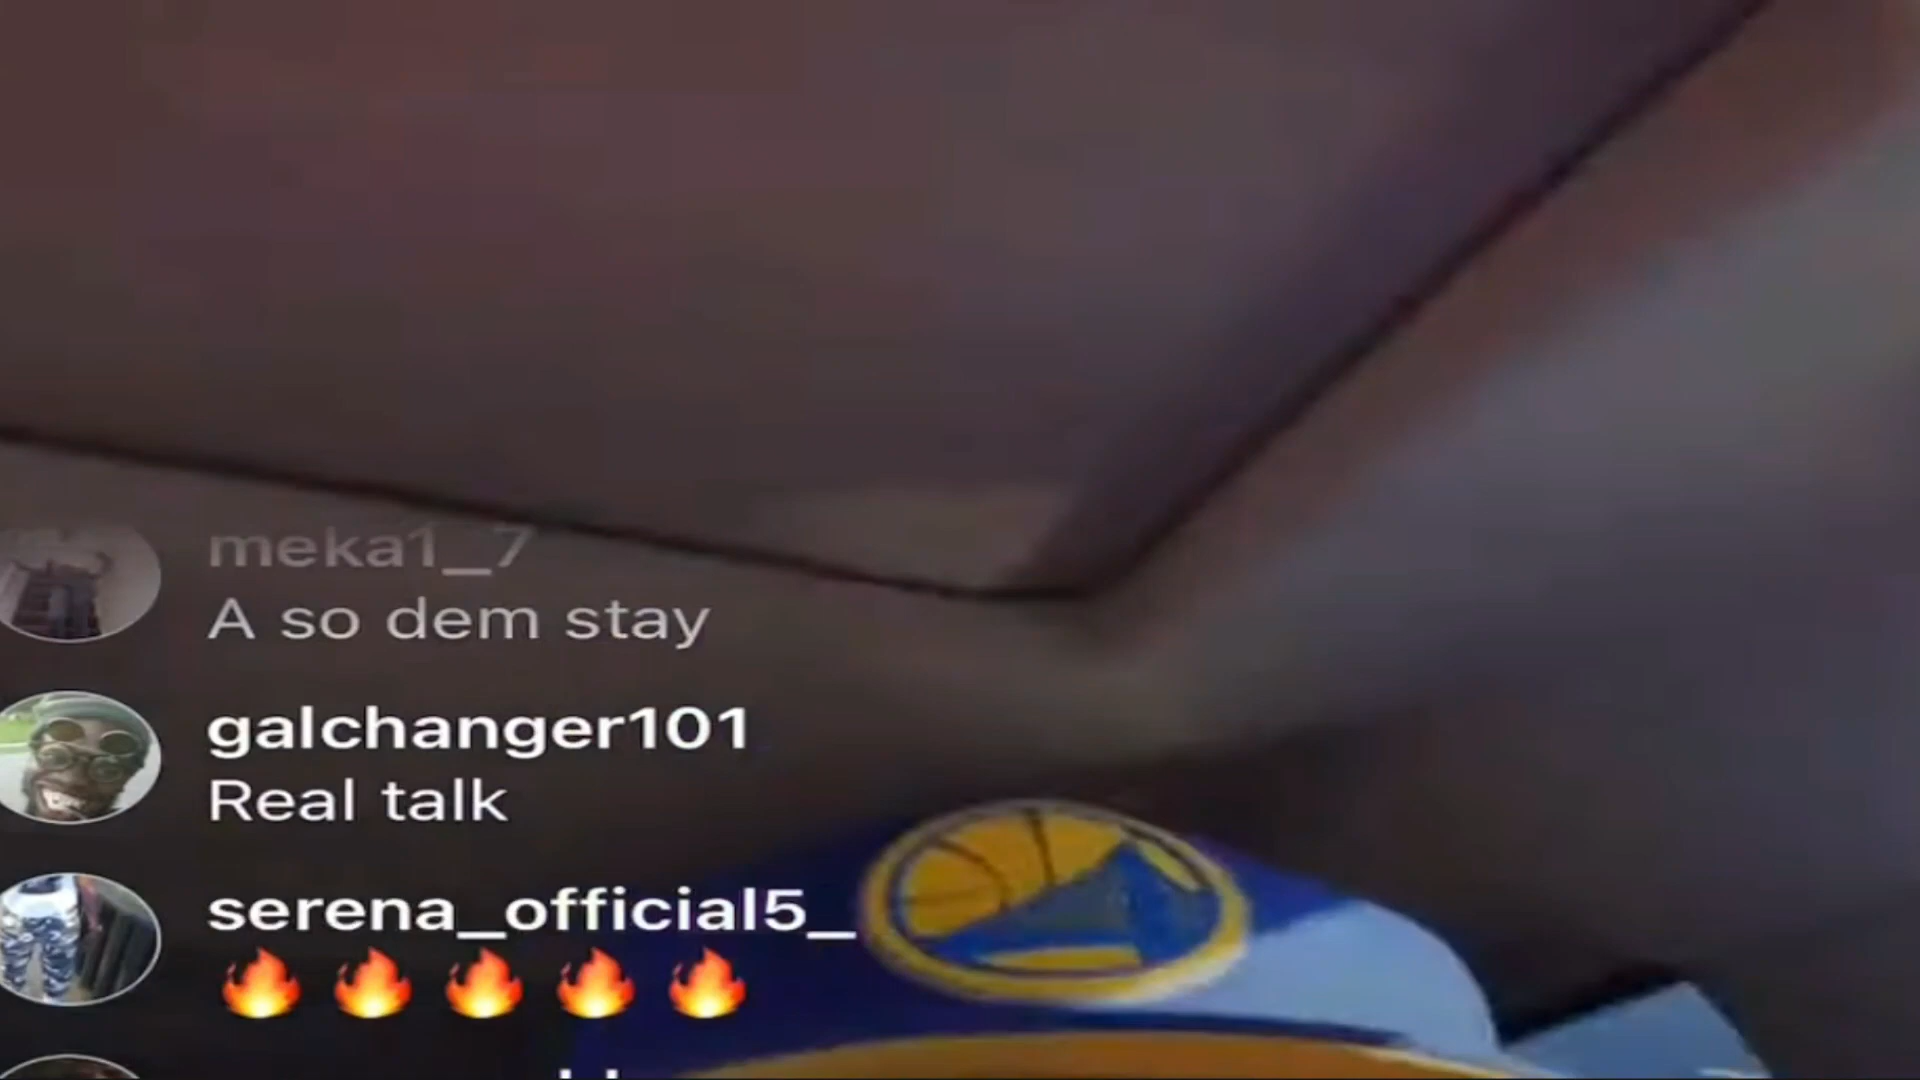 meka1_7
A so dem stay
galchanger101
Real talk
serena_official5_
🔥 🔥 🔥 🔥 🔥